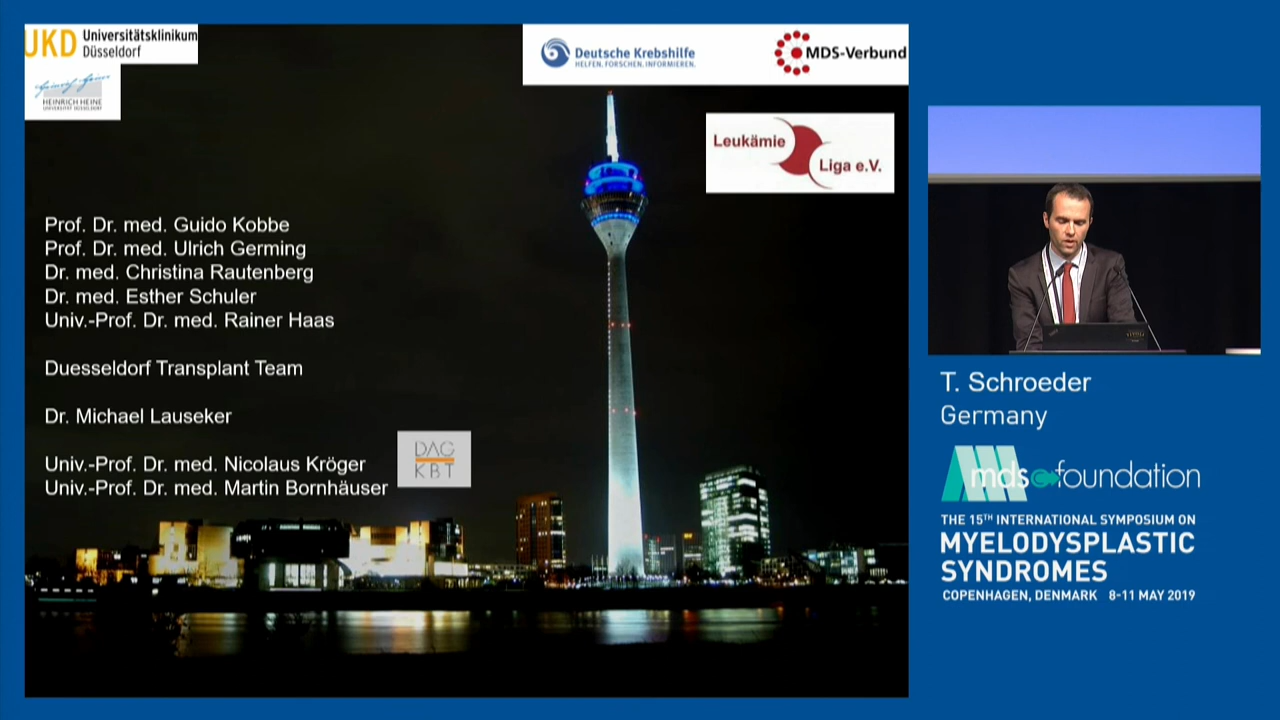 UKD Universitätsklinikum
Düsseldorf
Heinrich Heine
HEINRICH HEINE
UNIVERSITÄT DÜSSELDORF
Deutsche Krebshilfe
HELFEN. FORSCHEN. INFORMIEREN.
MDS-Verbund
Leukämie
Liga e.V.
Prof. Dr. med. Guido Kobbe
Prof. Dr. med. Ulrich Germing
Dr. med. Christina Rautenberg
Dr. med. Esther Schuler
Univ.-Prof. Dr. med. Rainer Haas
Duesseldorf Transplant Team
Dr. Michael Lauseker
Univ.-Prof. Dr. med. Nicolaus Kröger
Univ.-Prof. Dr. med. Martin Bornhäuser
DAG
KBT
T. Schroeder
Germany
mds foundation
THE 15TH INTERNATIONAL SYMPOSIUM ON
MYELODYSPLASTIC
SYNDROMES
COPENHAGEN, DENMARK 8-11 MAY 2019